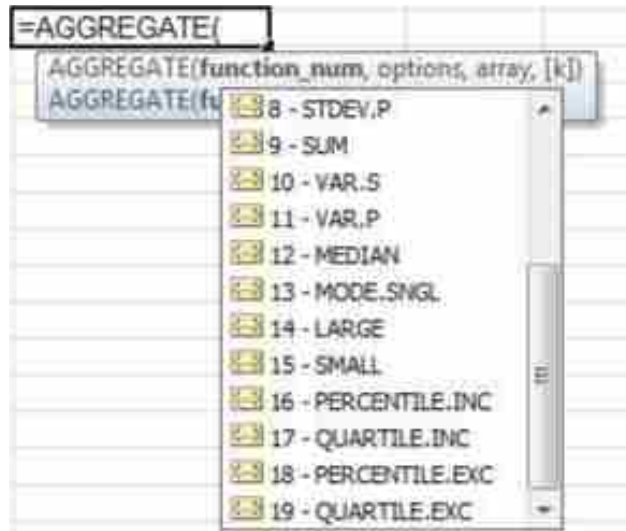 =AGGREGATE(
AGGREGATE(function_num, options, array, [k])
AGGREGATE(fu
8 - STDEV.P
9 - SUM
10 - VAR.S
11 - VAR.P
12 - MEDIAN
13 - MODE.SNGL
14 - LARGE
15 - SMALL
16 - PERCENTILE.INC
17 - QUARTILE.INC
18 - PERCENTILE.EXC
19 - QUARTILE.EXC